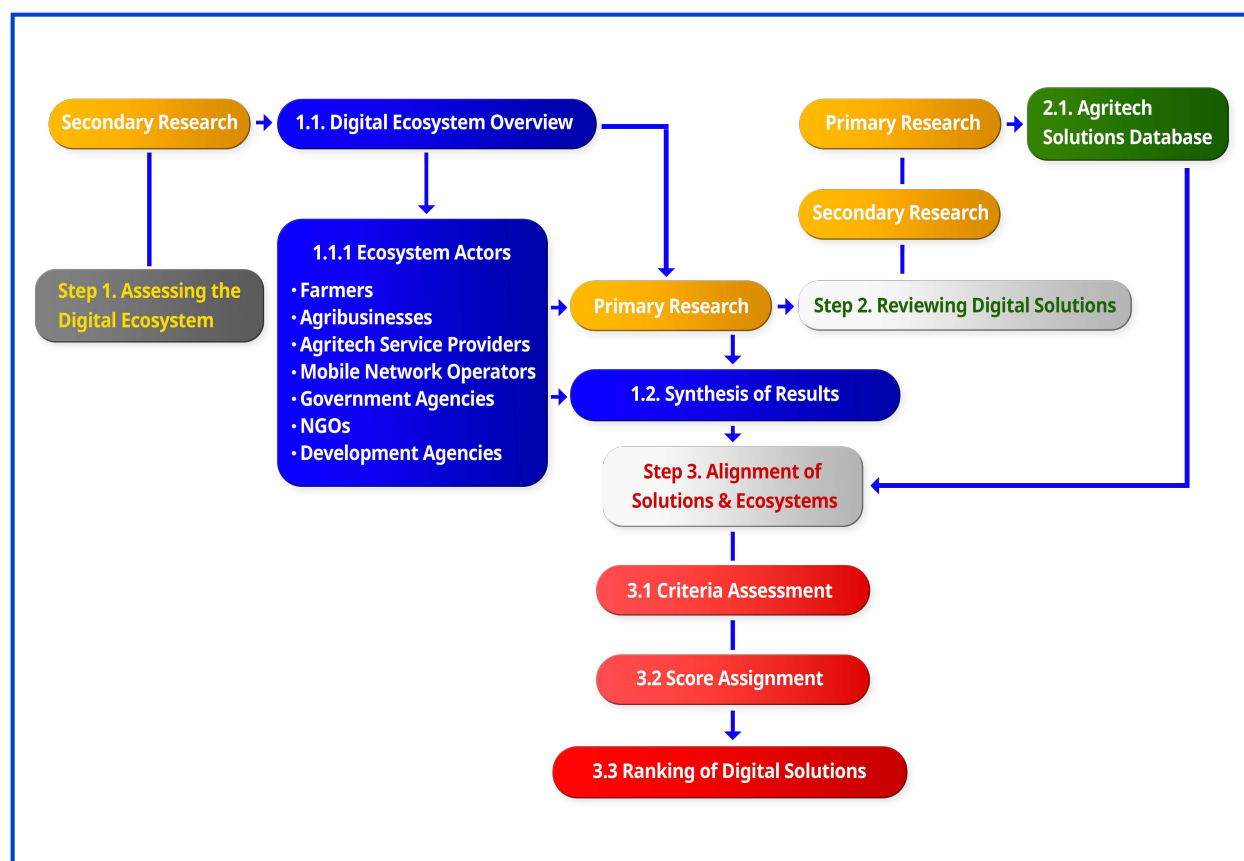 Secondary Research
1.1. Digital Ecosystem Overview
Primary Research
2.1. Agritech
Solutions Database
Secondary Research
1.1.1 Ecosystem Actors
• Farmers
• Agribusinesses
• Agritech Service Providers
• Mobile Network Operators
• Government Agencies
• NGOs
• Development Agencies
Step 1. Assessing the
Digital Ecosystem
Primary Research
Step 2. Reviewing Digital Solutions
1.2. Synthesis of Results
Step 3. Alignment of
Solutions & Ecosystems
3.1 Criteria Assessment
3.2 Score Assignment
3.3 Ranking of Digital Solutions